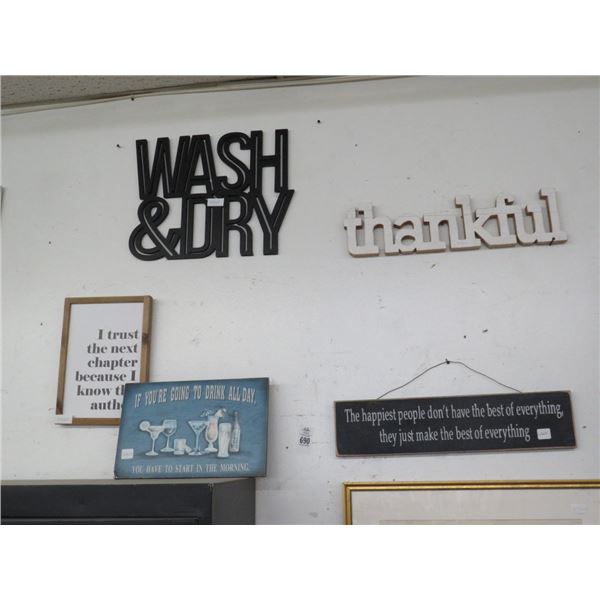 WASH
& DRY
thankful
I trust
the next
chapter
because I
know th
auth
IF YOU'RE GOING TO DRINK ALL DAY,
YOU HAVE TO START IN THE MORNING.
690
The happiest people don't have the best of everything,
they just make the best of everything